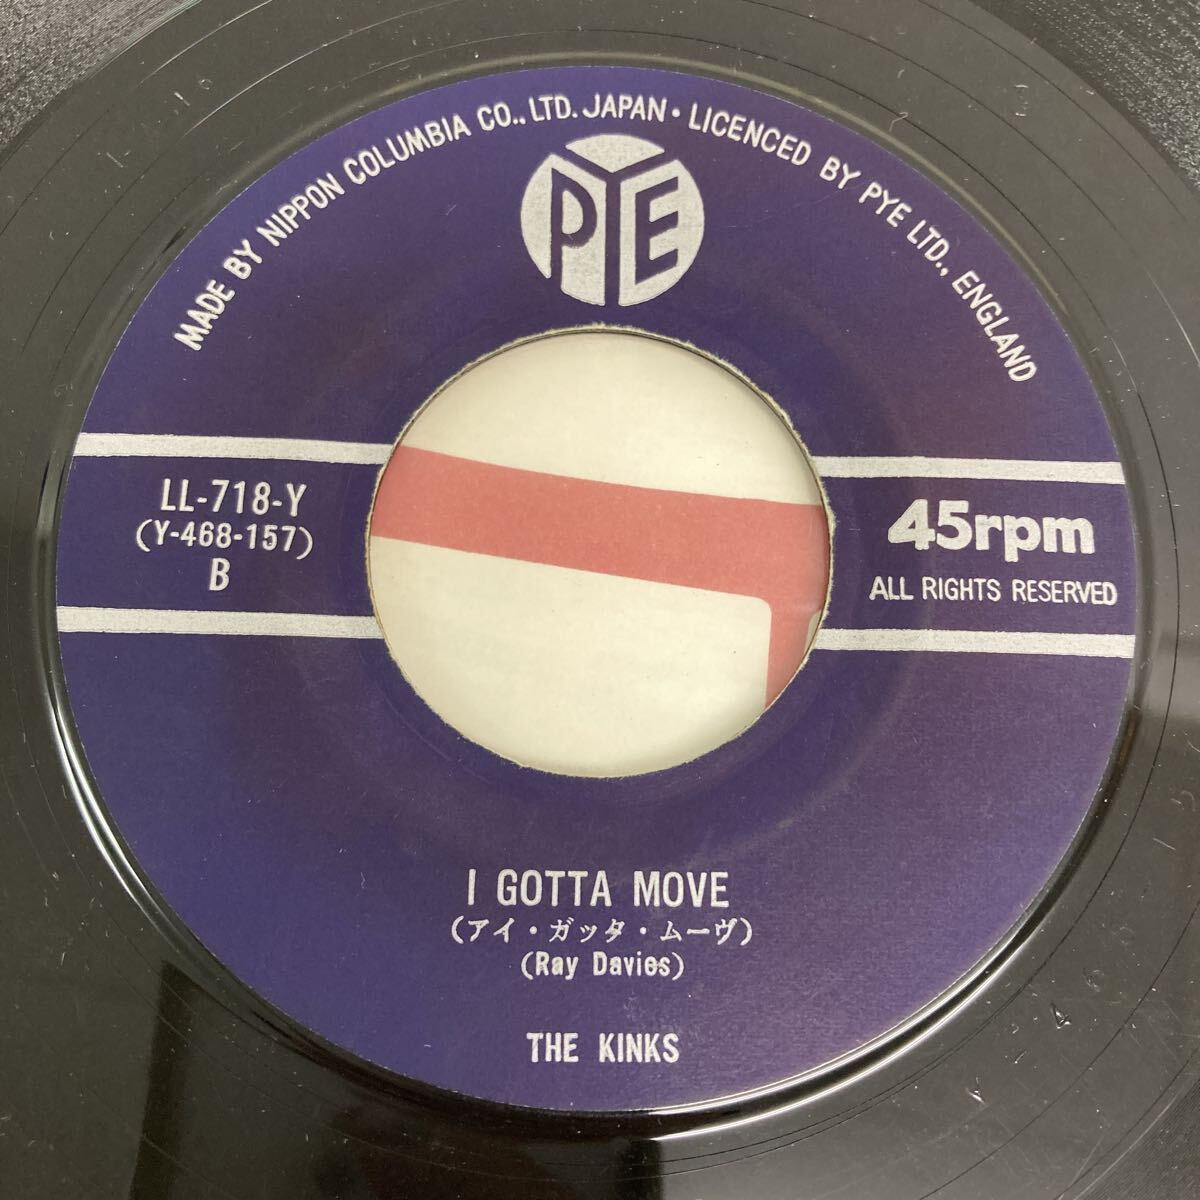 MADE BY NIPPON COLUMBIA CO., LTD. JAPAN • LICENCED BY PYE LTD., ENGLAND
PYE
LL-718-Y
(Y-468-157)
B
45rpm
ALL RIGHTS RESERVED
I GOTTA MOVE
(アイ・ガッタ・ムーヴ)
(Ray Davies)
THE KINKS